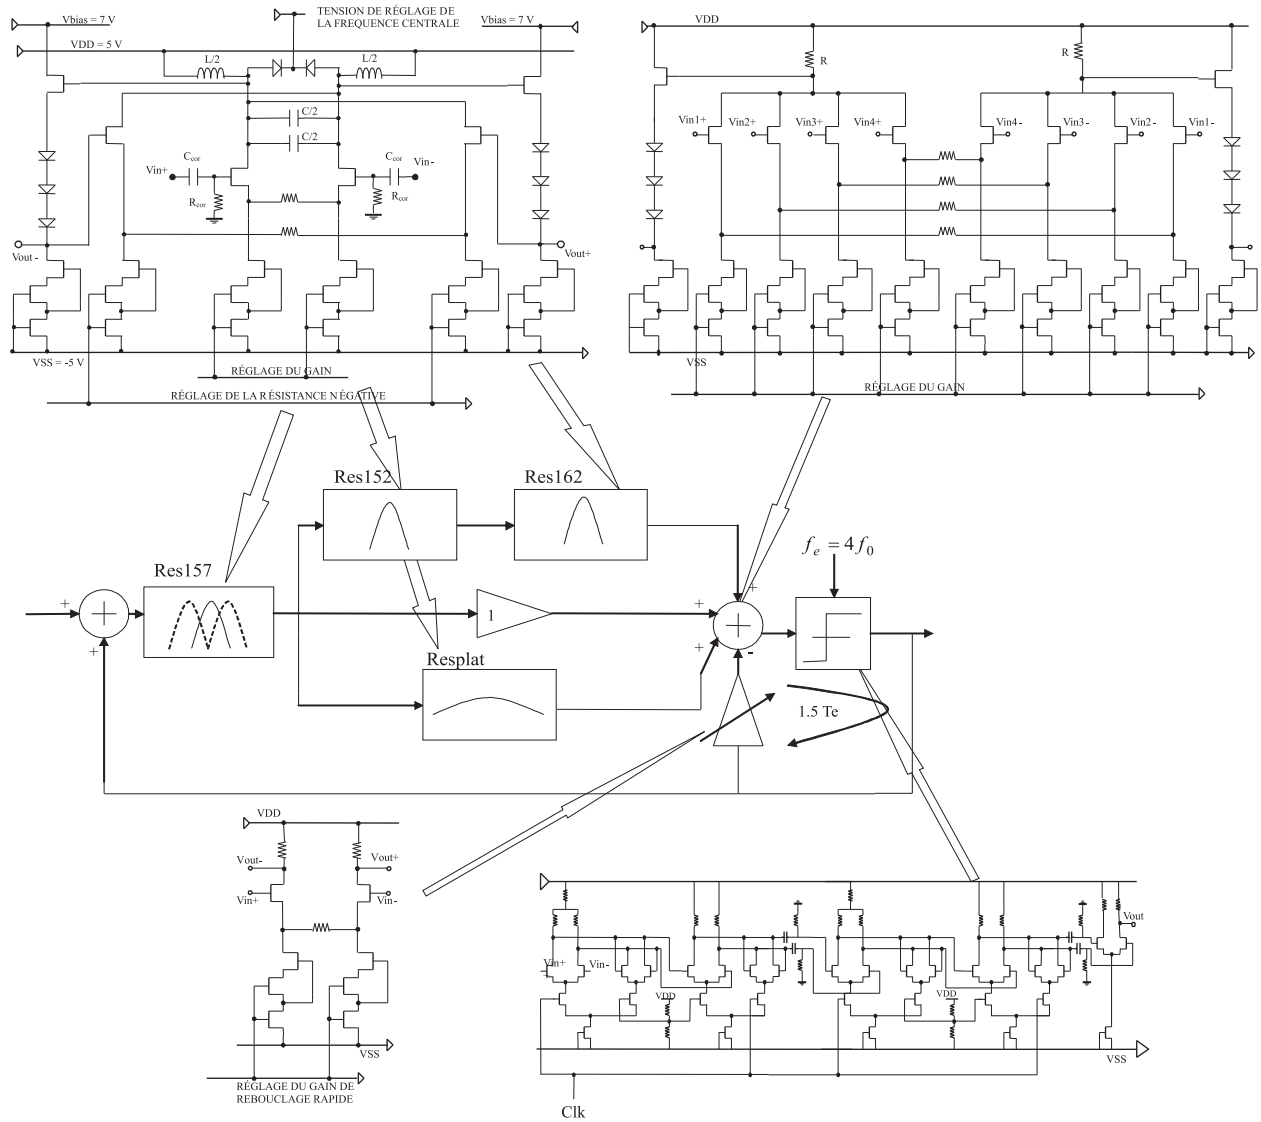 TENSION DE RÉGLAGE DE
LA FREQUENCE CENTRALE
Vbias = 7 V
Vbias = 7 V
VDD = 5 V
L/2
L/2
C/2
C/2
Ccor
Ccor
Vin+
Vin-
Rcor
Rcor
Vout -
Vout+
VSS = -5 V
RÉGLAGE DU GAIN
RÉGLAGE DE LA RÉSISTANCE NÉGATIVE
VDD
R
R
Vin1+
Vin2+
Vin3+
Vin4+
Vin4 -
Vin3 -
Vin2 -
Vin1 -
VSS
RÉGLAGE DU GAIN
Res152
Res162
Res157
Resplat
fe = 4f0
+
+
+
+
+
+
+
-
1
1.5 Te
VDD
Vout-
Vout+
Vin+
Vin-
VSS
RÉGLAGE DU GAIN DE
REBOUCLAGE RAPIDE
Vin+
Vin-
VDD
VDD
Vout
VSS
Clk